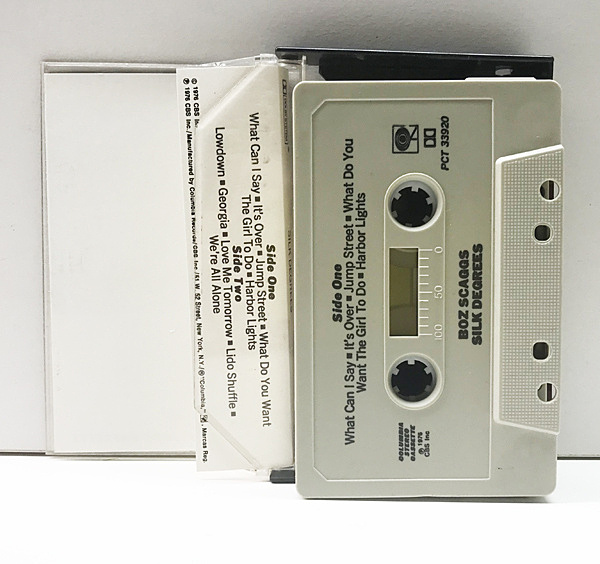 © 1976 CBS Inc.
℗ 1976 CBS Inc./Manufactured by Columbia Records/CBS Inc./51 W. 52 Street, New York, N.Y./® "Columbia," Marcas Reg.
Side One
What Can I Say ■ It's Over ■ Jump Street ■ What Do You Want
The Girl To Do ■ Harbor Lights
Side Two
Lowdown ■ Georgia ■ Love Me Tomorrow ■ Lido Shuffle ■
We're All Alone
SILK DEGREES
Side One
What Can I Say ■ It's Over ■ Jump Street ■ What Do You
Want The Girl To Do ■ Harbor Lights
PCT 33920
0 50 100
COLUMBIA
STEREO
CASSETTE
℗ 1976
CBS Inc
BOZ SCAGGS
SILK DEGREES